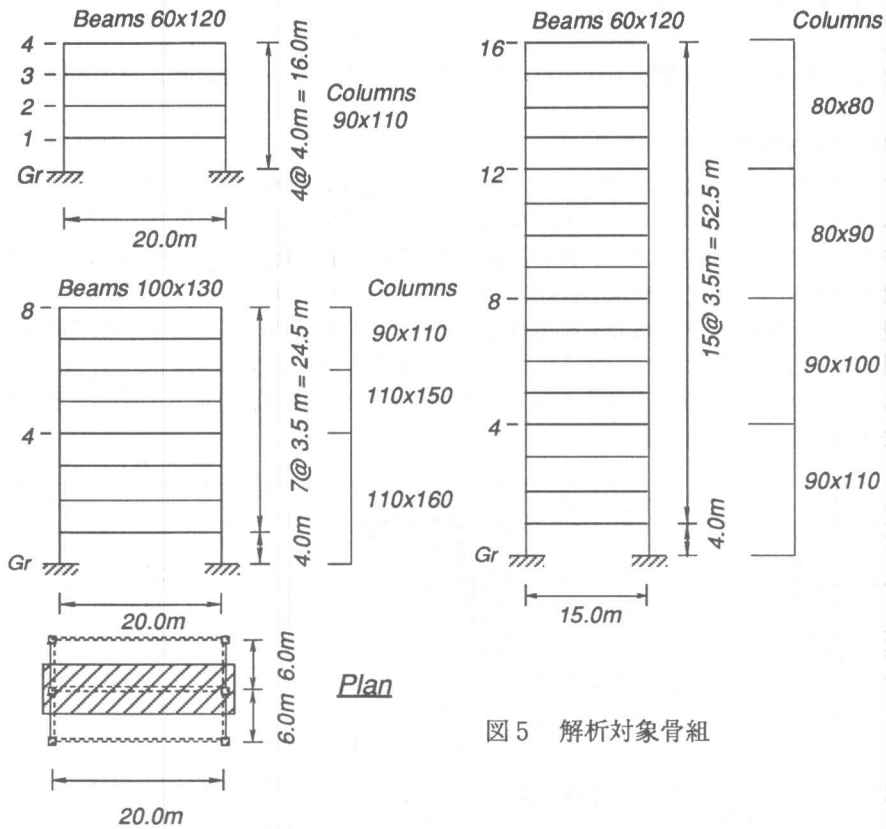 Beams 60x120
4
3
2
1
Gr
4@ 4.0m = 16.0m
Columns
90x110
20.0m
Beams 100x130
8
4
Gr
7@ 3.5 m = 24.5 m
4.0m
Columns
90x110
110x150
110x160
20.0m
6.0m
6.0m
Plan
20.0m
Beams 60x120
16
12
8
4
Gr
15@ 3.5m = 52.5 m
4.0m
Columns
80x80
80x90
90x100
90x110
15.0m
図5 解析対象骨組